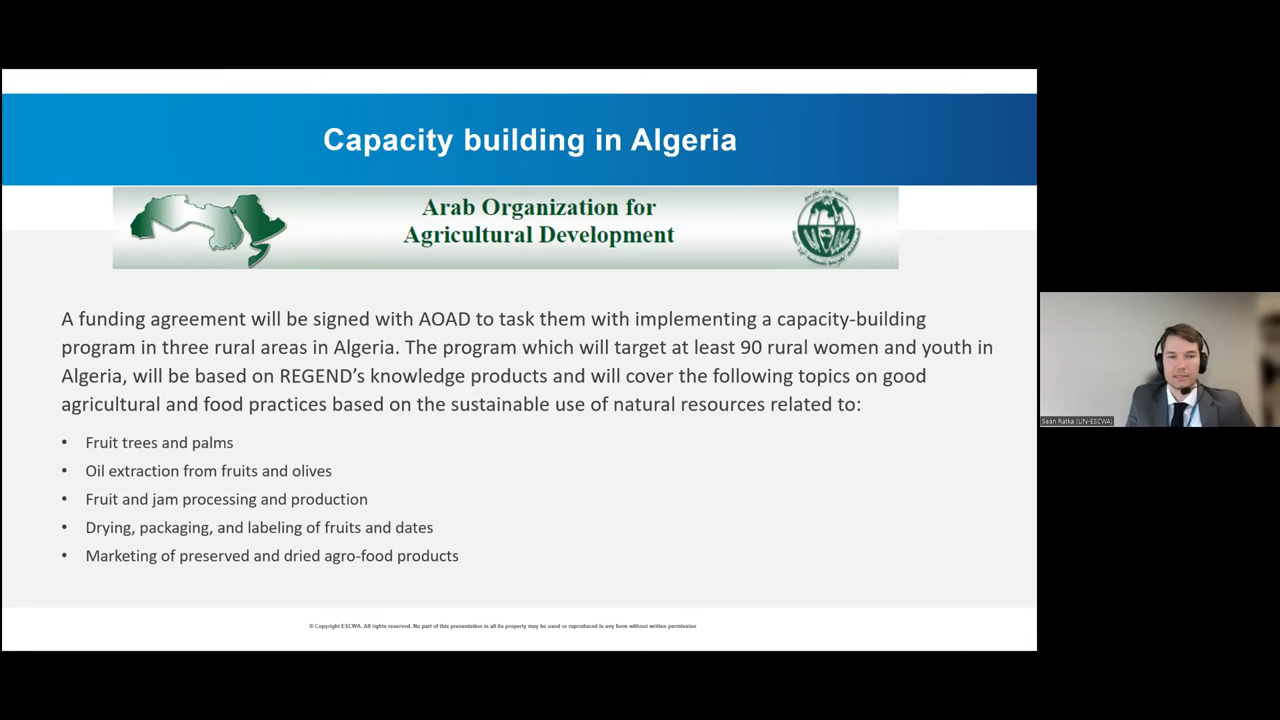 Capacity building in Algeria
Arab Organization for
Agricultural Development
A funding agreement will be signed with AOAD to task them with implementing a capacity-building
program in three rural areas in Algeria. The program which will target at least 90 rural women and youth in
Algeria, will be based on REGEND’s knowledge products and will cover the following topics on good
agricultural and food practices based on the sustainable use of natural resources related to:
• Fruit trees and palms
• Oil extraction from fruits and olives
• Fruit and jam processing and production
• Drying, packaging, and labeling of fruits and dates
• Marketing of preserved and dried agro-food products
© Copyright ESCWA. All rights reserved. No part of this presentation in all its property may be used or reproduced in any form without written permission
Sean Ratka (UN-ESCWA)